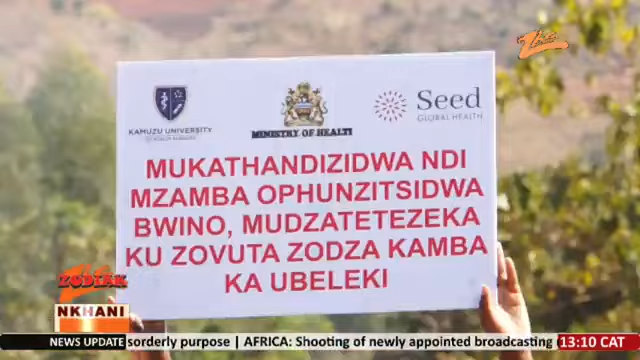 Zodiak
KAMUZU UNIVERSITY
MINISTRY OF HEALTH
Seed
GLOBAL HEALTH
MUKATHANDIZIDWA NDI
MZAMBA OPHUNZITSIDWA
BWINO, MUDZATETEZEKA
KU ZOVUTA ZODZA KAMBA
KA UBELEKI
ZODIAK
NKHANI
NEWS UPDATE sorderly purpose | AFRICA: Shooting of newly appointed broadcasting 13:10 CAT